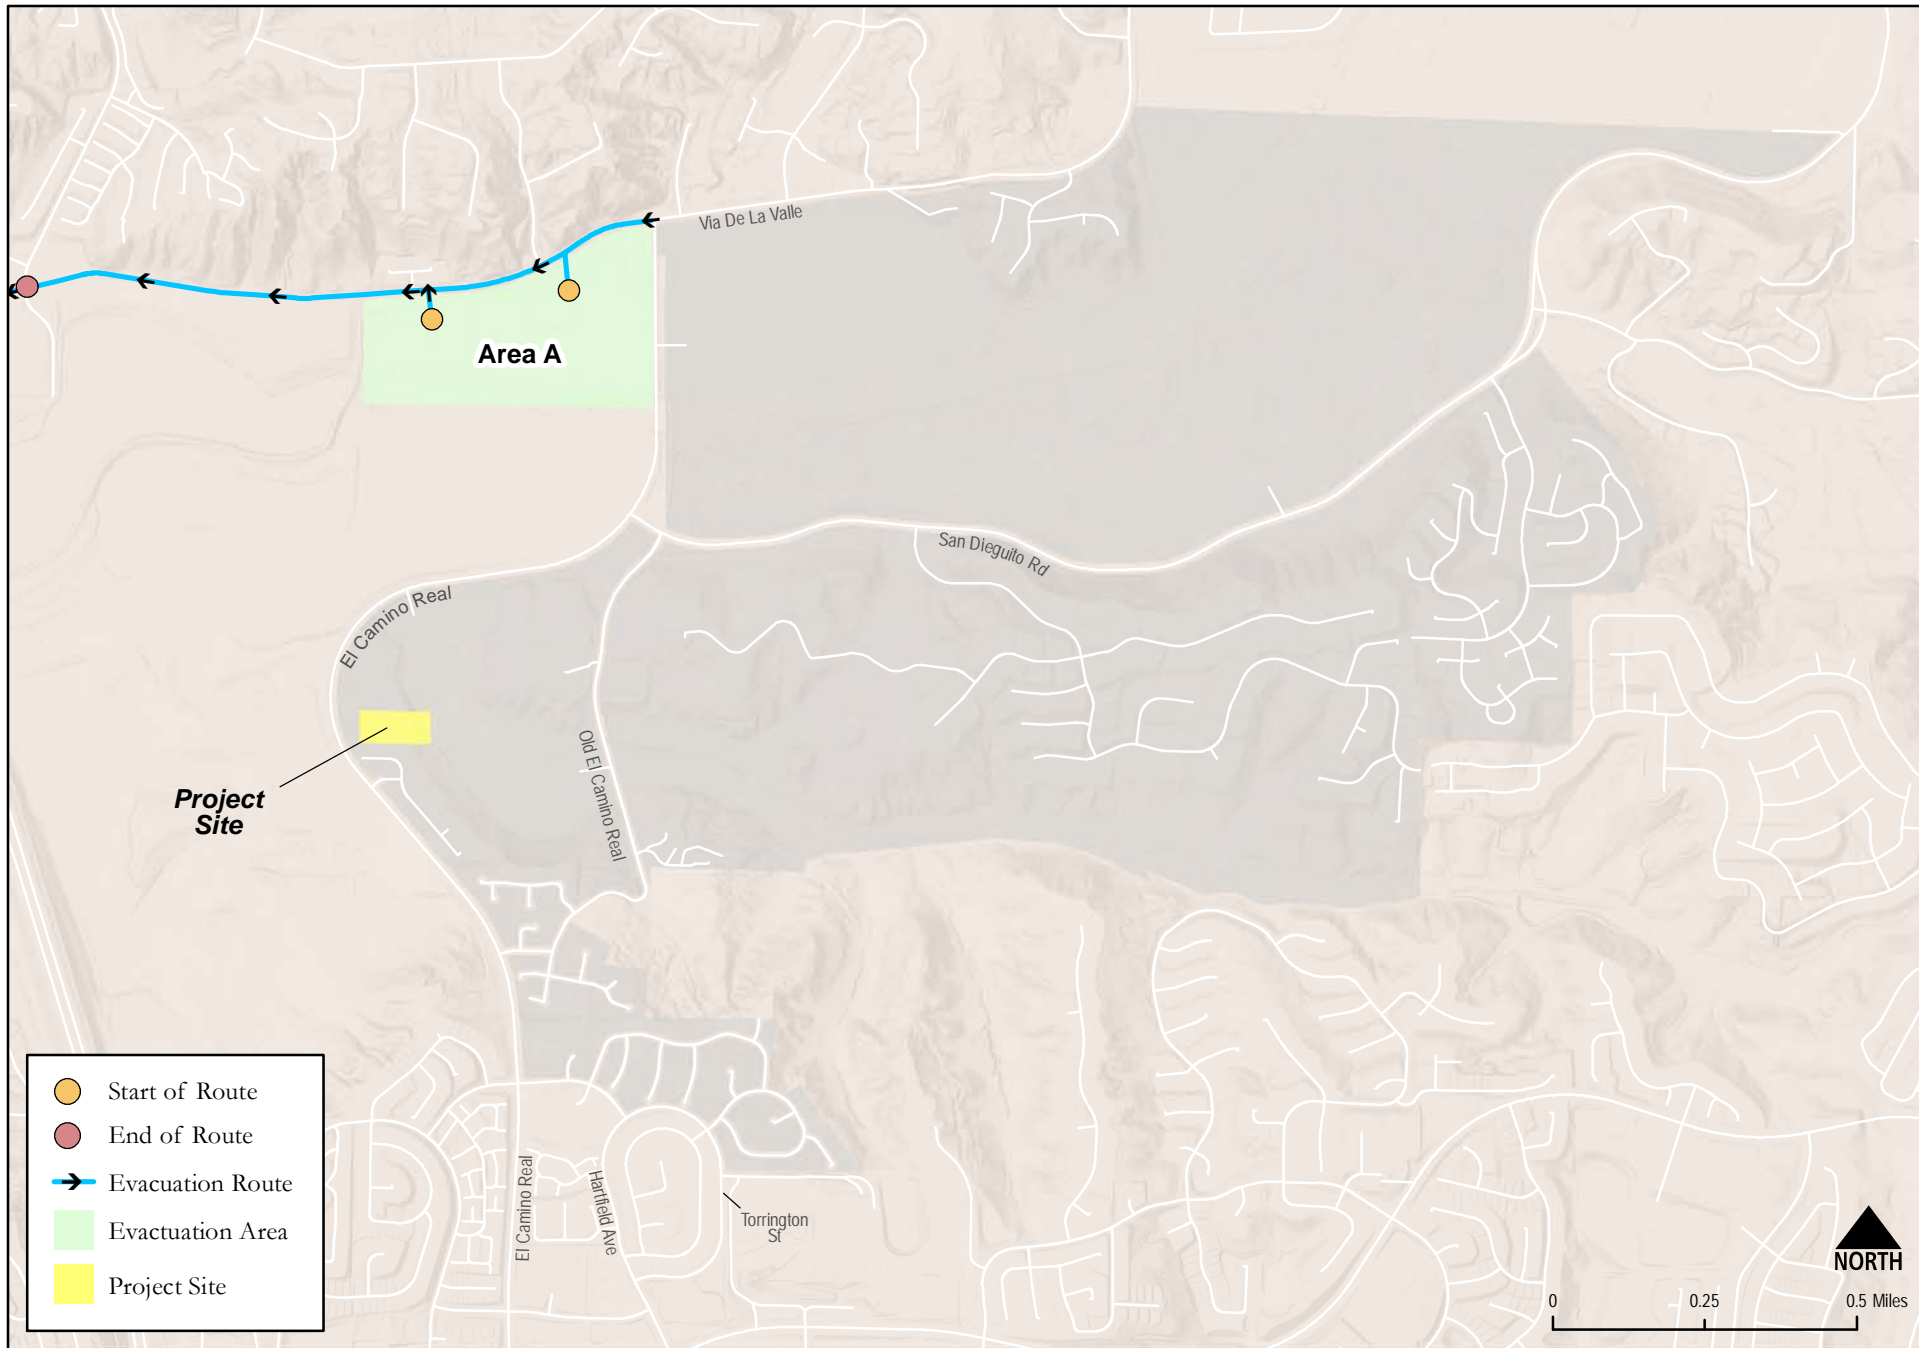 Via De La Valle
Area A
San Dieguito Rd
El Camino Real
Old El Camino Real
Project
Site
El Camino Real
Hartfield Ave
Torrington
St
Start of Route
End of Route
Evacuation Route
Evactuation Area
Project Site
NORTH
0 0.25 0.5 Miles